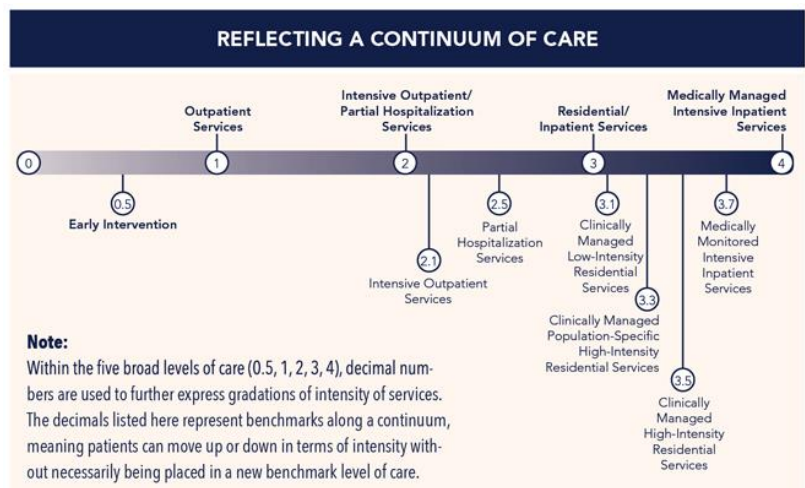 REFLECTING A CONTINUUM OF CARE
Outpatient
Services
Intensive Outpatient/
Partial Hospitalization
Services
Residential/
Inpatient Services
Medically Managed
Intensive Inpatient
Services
0
1
2
3
4
0.5
Early Intervention
2.1
Intensive Outpatient
Services
2.5
Partial
Hospitalization
Services
3.1
Clinically
Managed
Low-Intensity
Residential
Services
3.3
Clinically Managed
Population-Specific
High-Intensity
Residential Services
3.5
Clinically
Managed
High-Intensity
Residential
Services
3.7
Medically
Monitored
Intensive
Inpatient
Services
Note:
Within the five broad levels of care (0.5, 1, 2, 3, 4), decimal num-
bers are used to further express gradations of intensity of services.
The decimals listed here represent benchmarks along a continuum,
meaning patients can move up or down in terms of intensity with-
out necessarily being placed in a new benchmark level of care.